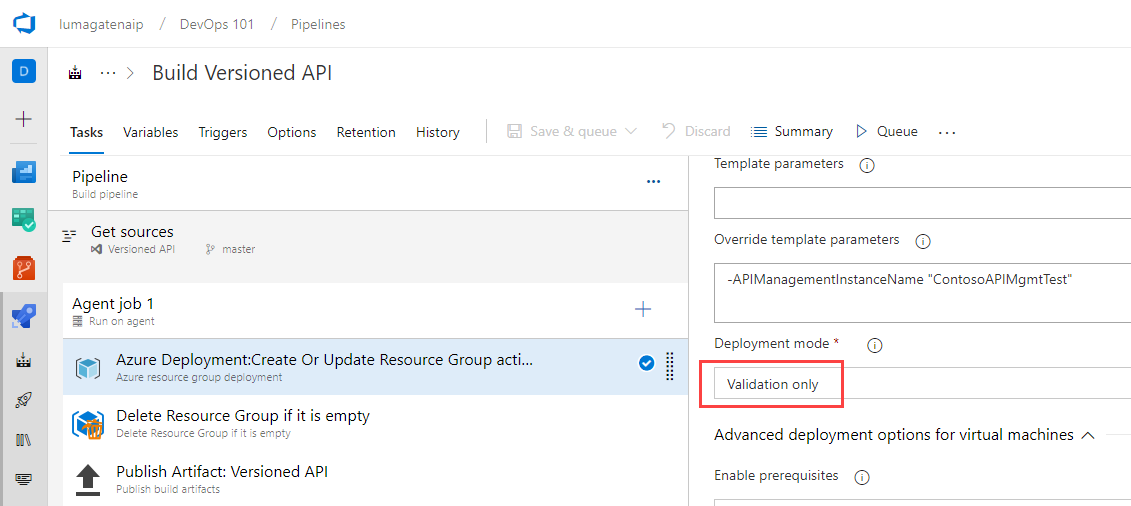 lumagatenaip / DevOps 101 / Pipelines
D
··· > Build Versioned API
Tasks Variables Triggers Options Retention History Save & queue Discard Summary Queue ···
Pipeline
Build pipeline
Get sources
Versioned API master
Agent job 1
Run on agent
Azure Deployment:Create Or Update Resource Group acti...
Azure resource group deployment
Delete Resource Group if it is empty
Delete Resource Group if it is empty
Publish Artifact: Versioned API
Publish build artifacts
Template parameters
Override template parameters
-APIManagementInstanceName "ContosoAPIMgmtTest"
Deployment mode *
Validation only
Advanced deployment options for virtual machines
Enable prerequisites